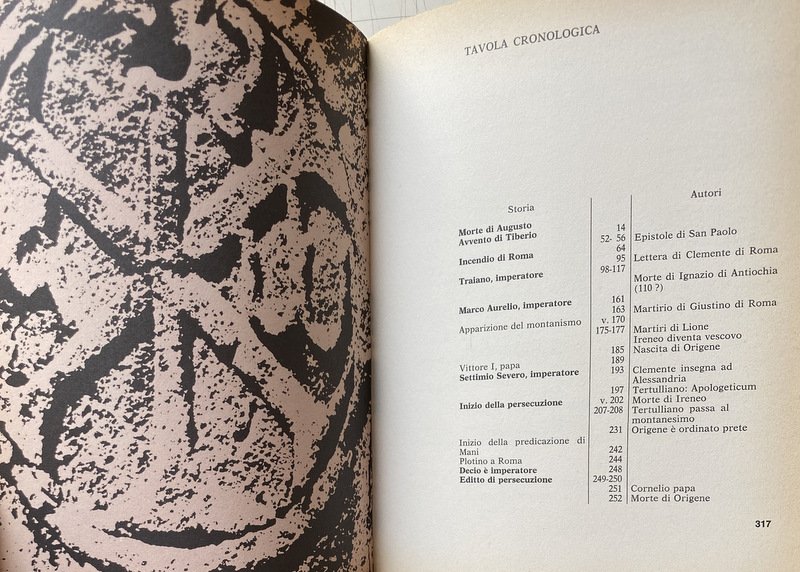 TAVOLA CRONOLOGICA
Storia Autori
Morte di Augusto 14
Avvento di Tiberio 52- 56 Epistole di San Paolo
64
Incendio di Roma 95 Lettera di Clemente di Roma
98-117
Traiano, imperatore Morte di Ignazio di Antiochia
(110 ?)
161
Marco Aurelio, imperatore 163 Martirio di Giustino di Roma
v. 170
Apparizione del montanismo 175-177 Martiri di Lione
Ireneo diventa vescovo
185 Nascita di Origene
Vittore I, papa 189
Settimio Severo, imperatore 193 Clemente insegna ad
Alessandria
197 Tertulliano: Apologeticum
Inizio della persecuzione v. 202 Morte di Ireneo
207-208 Tertulliano passa al
montanesimo
231 Origene è ordinato prete
Inizio della predicazione di
Mani 242
Plotino a Roma 244
Decio è imperatore 248
Editto di persecuzione 249-250
251 Cornelio papa
252 Morte di Origene
317